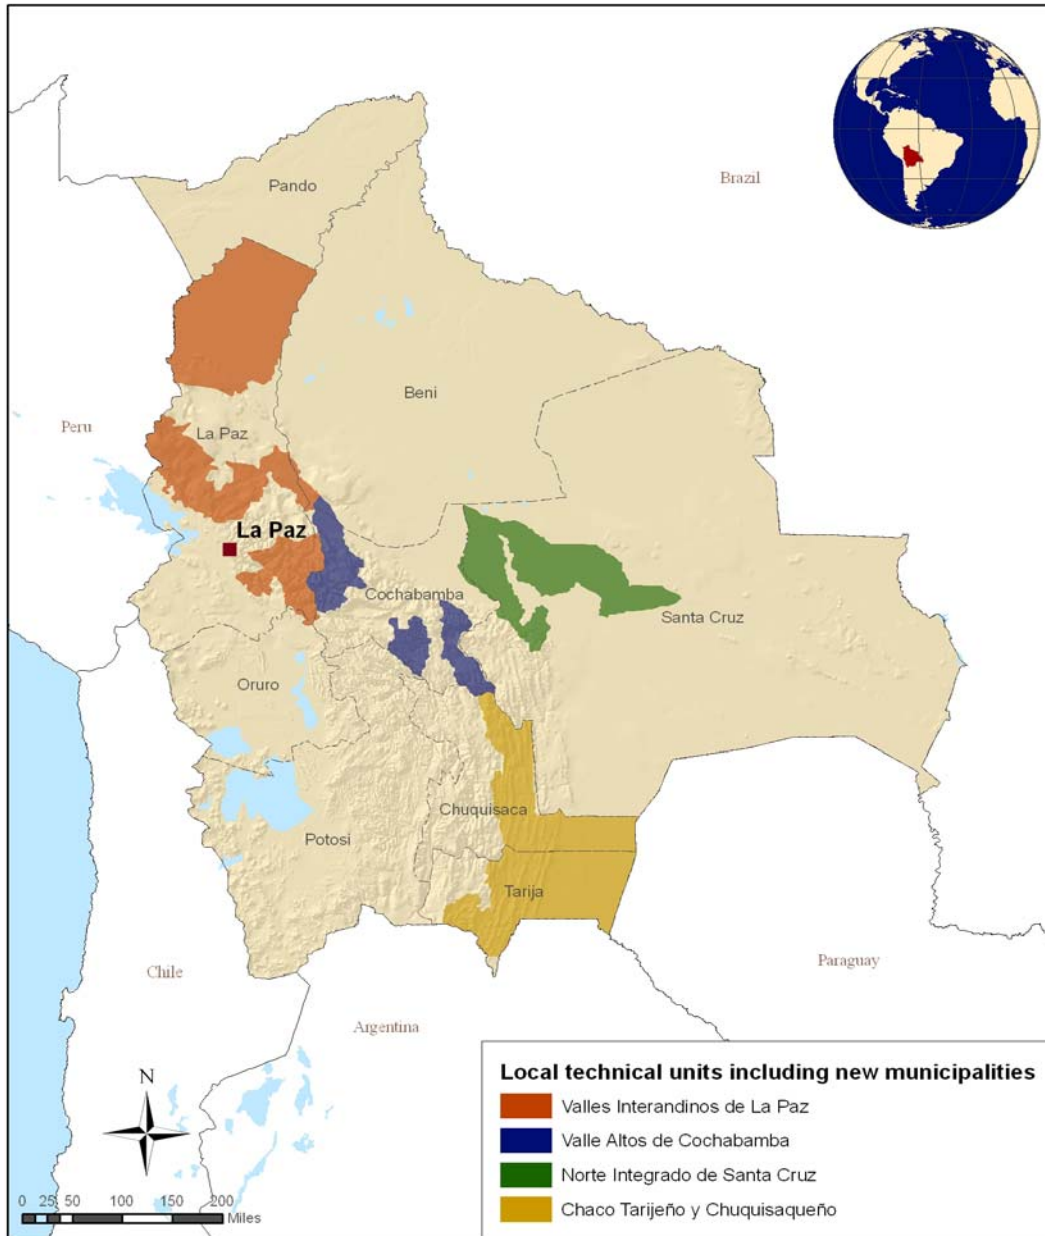 Pando
Brazil
Beni
Peru
La Paz
La Paz
Cochabamba
Santa Cruz
Oruro
Chuquisaca
Potosi
Tarija
Chile
Paraguay
Argentina
N
0 25 50 100 150 200
Miles
Local technical units including new municipalities
Valles Interandinos de La Paz
Valle Altos de Cochabamba
Norte Integrado de Santa Cruz
Chaco Tarijeño y Chuquisaqueño